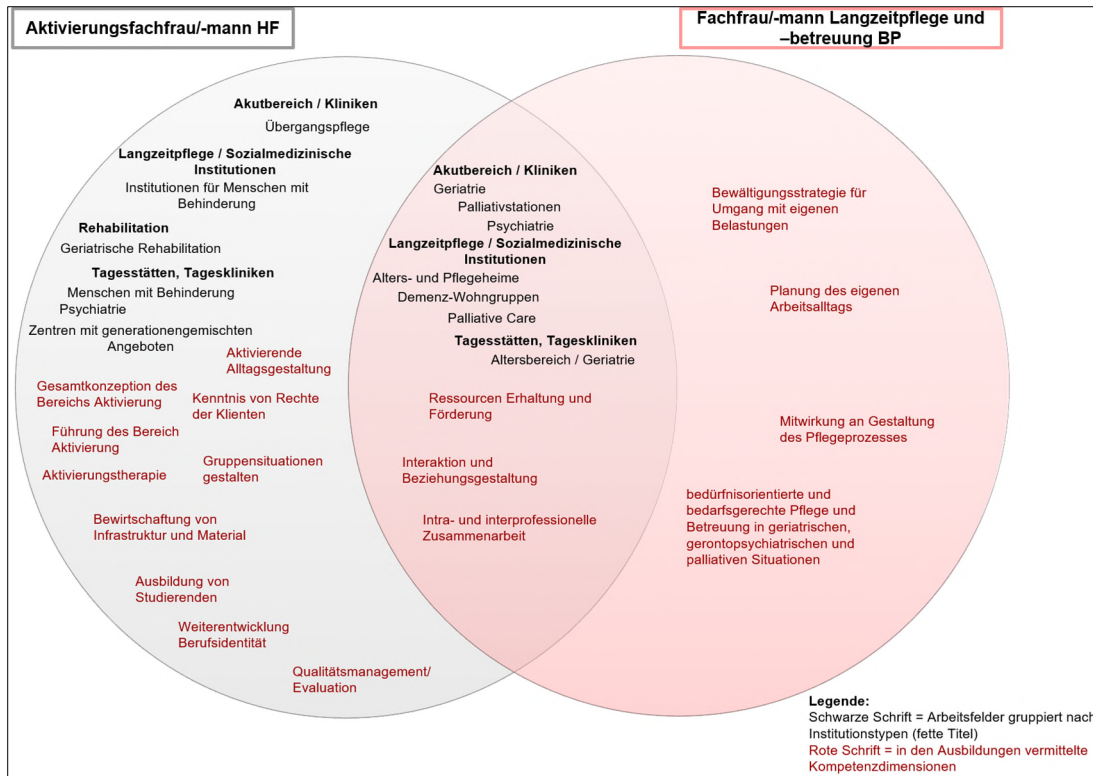 Aktivierungsfachfrau/-mann HF
Fachfrau/-mann Langzeitpflege und
–betreuung BP
Akutbereich / Kliniken
Übergangspflege
Langzeitpflege / Sozialmedizinische
Institutionen
Institutionen für Menschen mit
Behinderung
Rehabilitation
Geriatrische Rehabilitation
Tagesstätten, Tageskliniken
Menschen mit Behinderung
Psychiatrie
Zentren mit generationengemischten
Angeboten
Aktivierende
Alltagsgestaltung
Gesamtkonzeption des
Bereichs Aktivierung
Kenntnis von Rechte
der Klienten
Führung des Bereich
Aktivierung
Gruppensituationen
gestalten
Aktivierungstherapie
Bewirtschaftung von
Infrastruktur und Material
Ausbildung von
Studierenden
Weiterentwicklung
Berufsidentität
Qualitätsmanagement/
Evaluation
Akutbereich / Kliniken
Geriatrie
Palliativstationen
Psychiatrie
Langzeitpflege / Sozialmedizinische
Institutionen
Alters- und Pflegeheime
Demenz-Wohngruppen
Palliative Care
Tagesstätten, Tageskliniken
Altersbereich / Geriatrie
Ressourcen Erhaltung und
Förderung
Interaktion und
Beziehungsgestaltung
Intra- und interprofessionelle
Zusammenarbeit
Bewältigungsstrategie für
Umgang mit eigenen
Belastungen
Planung des eigenen
Arbeitsalltags
Mitwirkung an Gestaltung
des Pflegeprozesses
bedürfnisorientierte und
bedarfsgerechte Pflege und
Betreuung in geriatrischen,
gerontopsychiatrischen und
palliativen Situationen
Legende:
Schwarze Schrift = Arbeitsfelder gruppiert nach
Institutionstypen (fette Titel)
Rote Schrift = in den Ausbildungen vermittelte
Kompetenzdimensionen